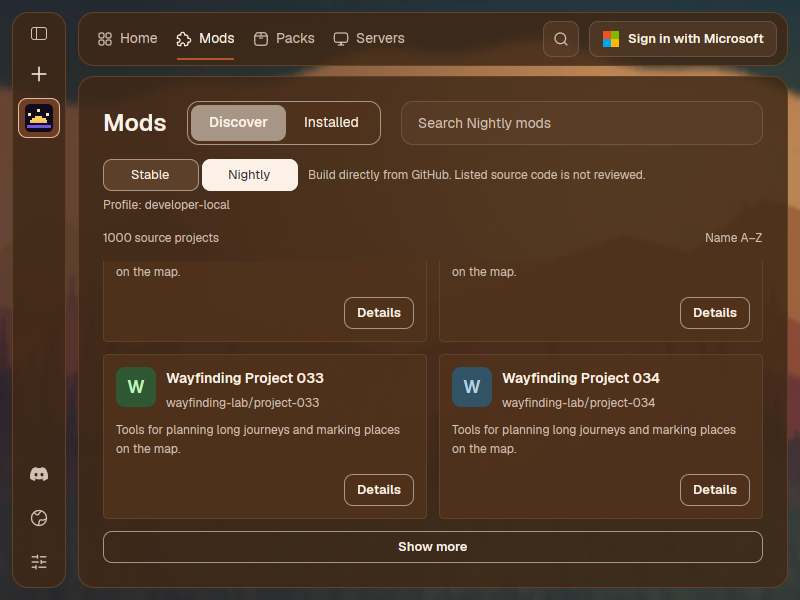 Home
Mods
Packs
Servers
Sign in with Microsoft
Mods
Discover
Installed
Search Nightly mods
Stable
Nightly
Build directly from GitHub. Listed source code is not reviewed.
Profile: developer-local
1000 source projects
Name A–Z
on the map.
Details
on the map.
Details
W
Wayfinding Project 033
wayfinding-lab/project-033
Tools for planning long journeys and marking places
on the map.
Details
W
Wayfinding Project 034
wayfinding-lab/project-034
Tools for planning long journeys and marking places
on the map.
Details
Show more